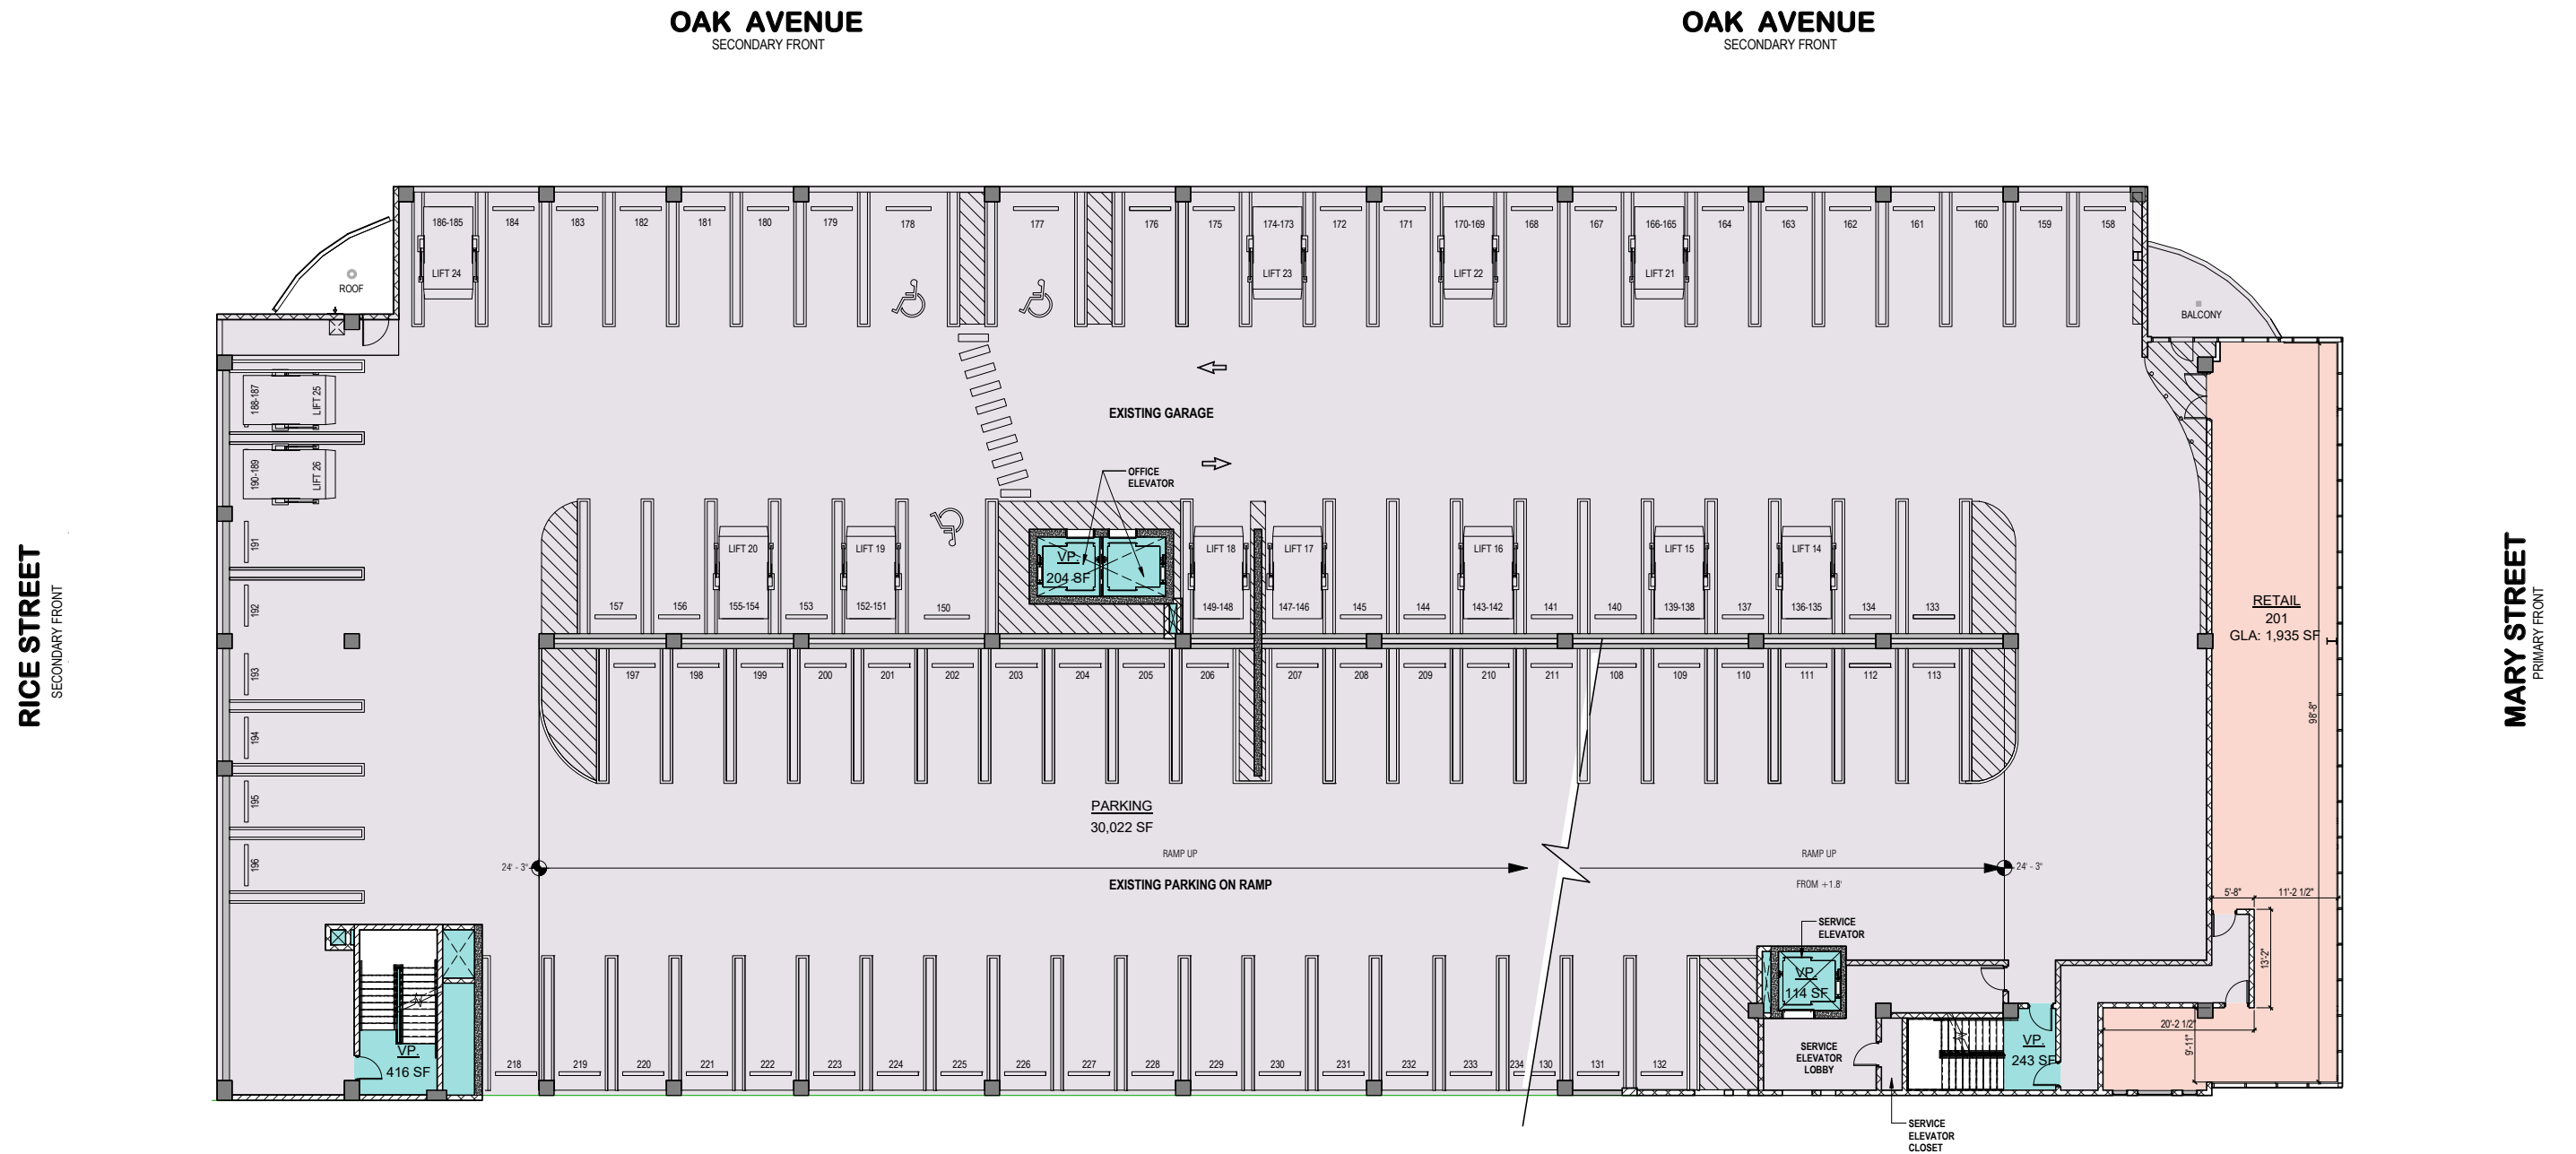 OAK AVENUE
SECONDARY FRONT
OAK AVENUE
SECONDARY FRONT
186-185
184
183
182
181
180
179
178
177
176
175
174-173
172
171
170-169
168
167
166-165
164
163
162
161
160
159
158
LIFT 24
LIFT 23
LIFT 22
LIFT 21
ROOF
BALCONY
188-187
LIFT 25
EXISTING GARAGE
190-189
LIFT 26
OFFICE
ELEVATOR
191
192
193
194
195
196
LIFT 20
LIFT 19
LIFT 18
LIFT 17
LIFT 16
LIFT 15
LIFT 14
VP.
204 SF
157
156
155-154
153
152-151
150
149-148
147-146
145
144
143-142
141
140
139-138
137
136-135
134
133
RETAIL
201
GLA: 1,935 SF
RICE STREET
SECONDARY FRONT
MARY STREET
PRIMARY FRONT
197
198
199
200
201
202
203
204
205
206
207
208
209
210
211
108
109
110
111
112
113
98'-8"
PARKING
30,022 SF
RAMP UP
RAMP UP
24' - 3"
24' - 3"
EXISTING PARKING ON RAMP
FROM +1.8'
5'-8"
11'-2 1/2"
SERVICE
ELEVATOR
13'-2"
VP.
114 SF
20'-2 1/2"
9'-11"
SERVICE
ELEVATOR
LOBBY
VP.
243 SF
VP.
416 SF
218
219
220
221
222
223
224
225
226
227
228
229
230
231
232
233
234
130
131
132
SERVICE
ELEVATOR
CLOSET